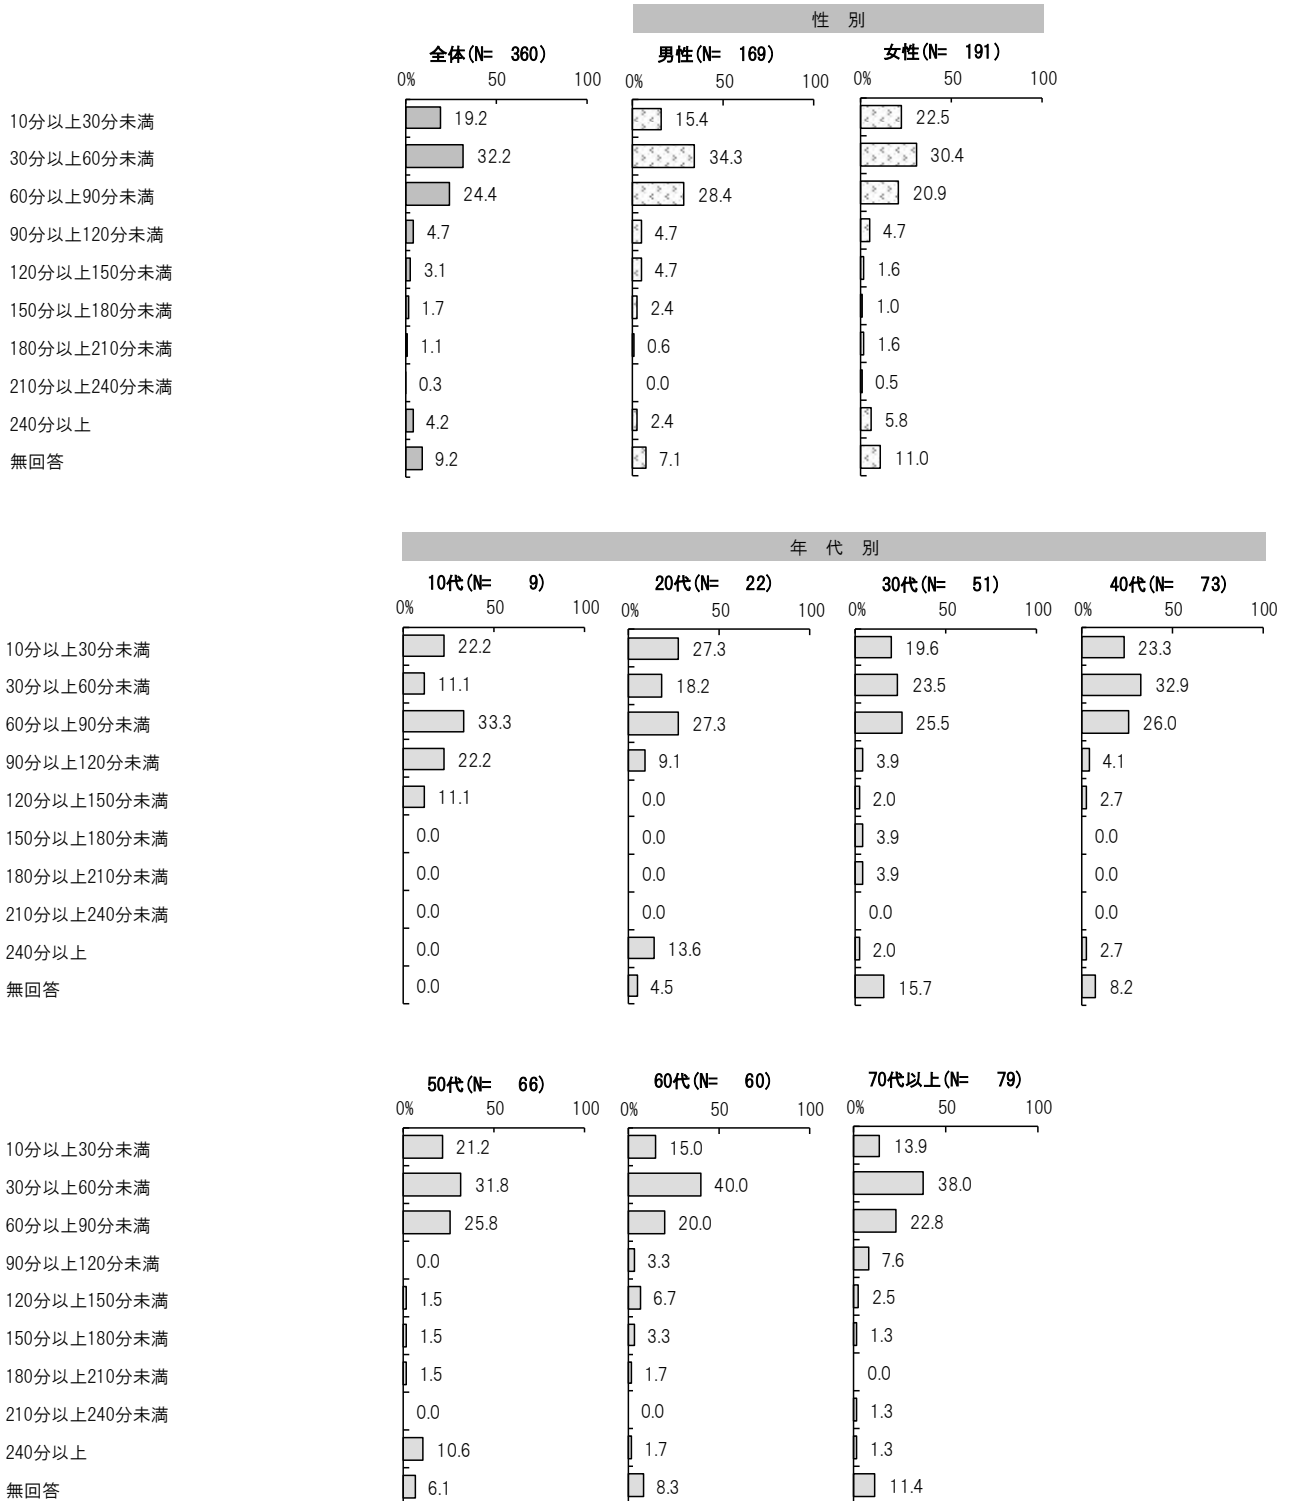 性　別
全体(N=　360)　男性(N=　169)　女性(N=　191)
0%　50　100　0%　50　100　0%　50　100
10分以上30分未満　19.2　15.4　22.5
30分以上60分未満　32.2　34.3　30.4
60分以上90分未満　24.4　28.4　20.9
90分以上120分未満　4.7　4.7　4.7
120分以上150分未満　3.1　4.7　1.6
150分以上180分未満　1.7　2.4　1.0
180分以上210分未満　1.1　0.6　1.6
210分以上240分未満　0.3　0.0　0.5
240分以上　4.2　2.4　5.8
無回答　9.2　7.1　11.0
年　代　別
10代(N=　9)　20代(N=　22)　30代(N=　51)　40代(N=　73)
0%　50　100　0%　50　100　0%　50　100　0%　50　100
10分以上30分未満　22.2　27.3　19.6　23.3
30分以上60分未満　11.1　18.2　23.5　32.9
60分以上90分未満　33.3　27.3　25.5　26.0
90分以上120分未満　22.2　9.1　3.9　4.1
120分以上150分未満　11.1　0.0　2.0　2.7
150分以上180分未満　0.0　0.0　3.9　0.0
180分以上210分未満　0.0　0.0　3.9　0.0
210分以上240分未満　0.0　0.0　0.0　0.0
240分以上　0.0　13.6　2.0　2.7
無回答　0.0　4.5　15.7　8.2
50代(N=　66)　60代(N=　60)　70代以上(N=　79)
0%　50　100　0%　50　100　0%　50　100
10分以上30分未満　21.2　15.0　13.9
30分以上60分未満　31.8　40.0　38.0
60分以上90分未満　25.8　20.0　22.8
90分以上120分未満　0.0　3.3　7.6
120分以上150分未満　1.5　6.7　2.5
150分以上180分未満　1.5　3.3　1.3
180分以上210分未満　1.5　1.7　0.0
210分以上240分未満　0.0　0.0　1.3
240分以上　10.6　1.7　1.3
無回答　6.1　8.3　11.4